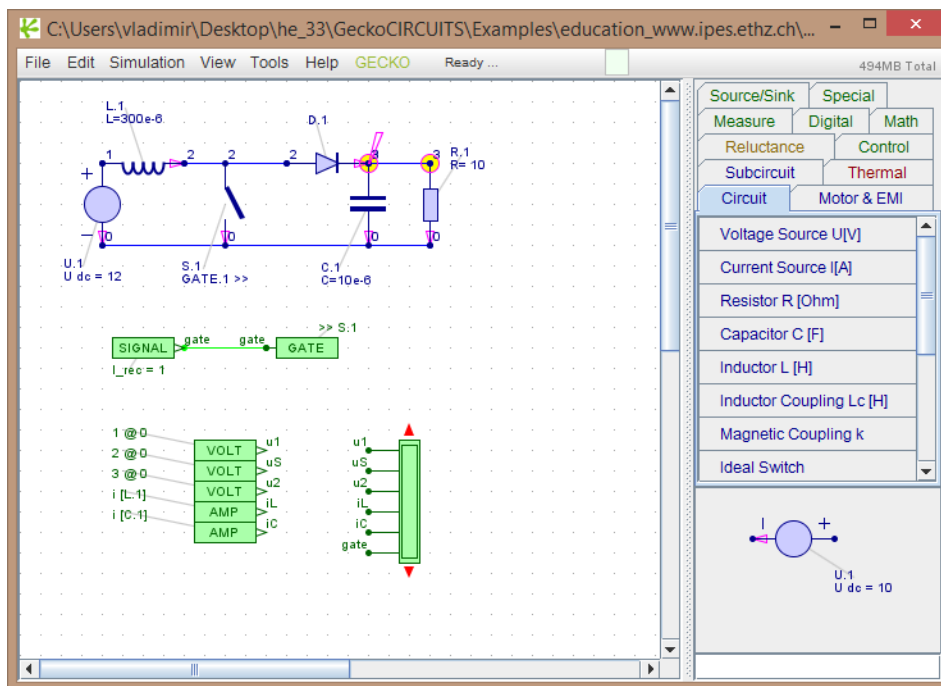 C:\Users\vladimir\Desktop\he_33\GeckoCIRCUITS\Examples\education_www.ipes.ethz.ch\...
File Edit Simulation View Tools Help GECKO Ready ... 494MB Total
L.1
L=300e-6
D.1
1 2 2 2 3 3
R.1
R= 10
+
−
0 0 0 0
U.1
U dc = 12
S.1
GATE.1 >>
C.1
C=10e-6
>> S.1
SIGNAL gate gate GATE
I_rec = 1
1 @ 0 VOLT u1
2 @ 0 VOLT uS
3 @ 0 VOLT u2
i [L.1] AMP iL
i [C.1] AMP iC
u1
uS
u2
iL
iC
gate
Source/Sink Special
Measure Digital Math
Reluctance Control
Subcircuit Thermal
Circuit Motor & EMI
Voltage Source U[V]
Current Source I[A]
Resistor R [Ohm]
Capacitor C [F]
Inductor L [H]
Inductor Coupling Lc [H]
Magnetic Coupling k
Ideal Switch
I +
U.1
U dc = 10